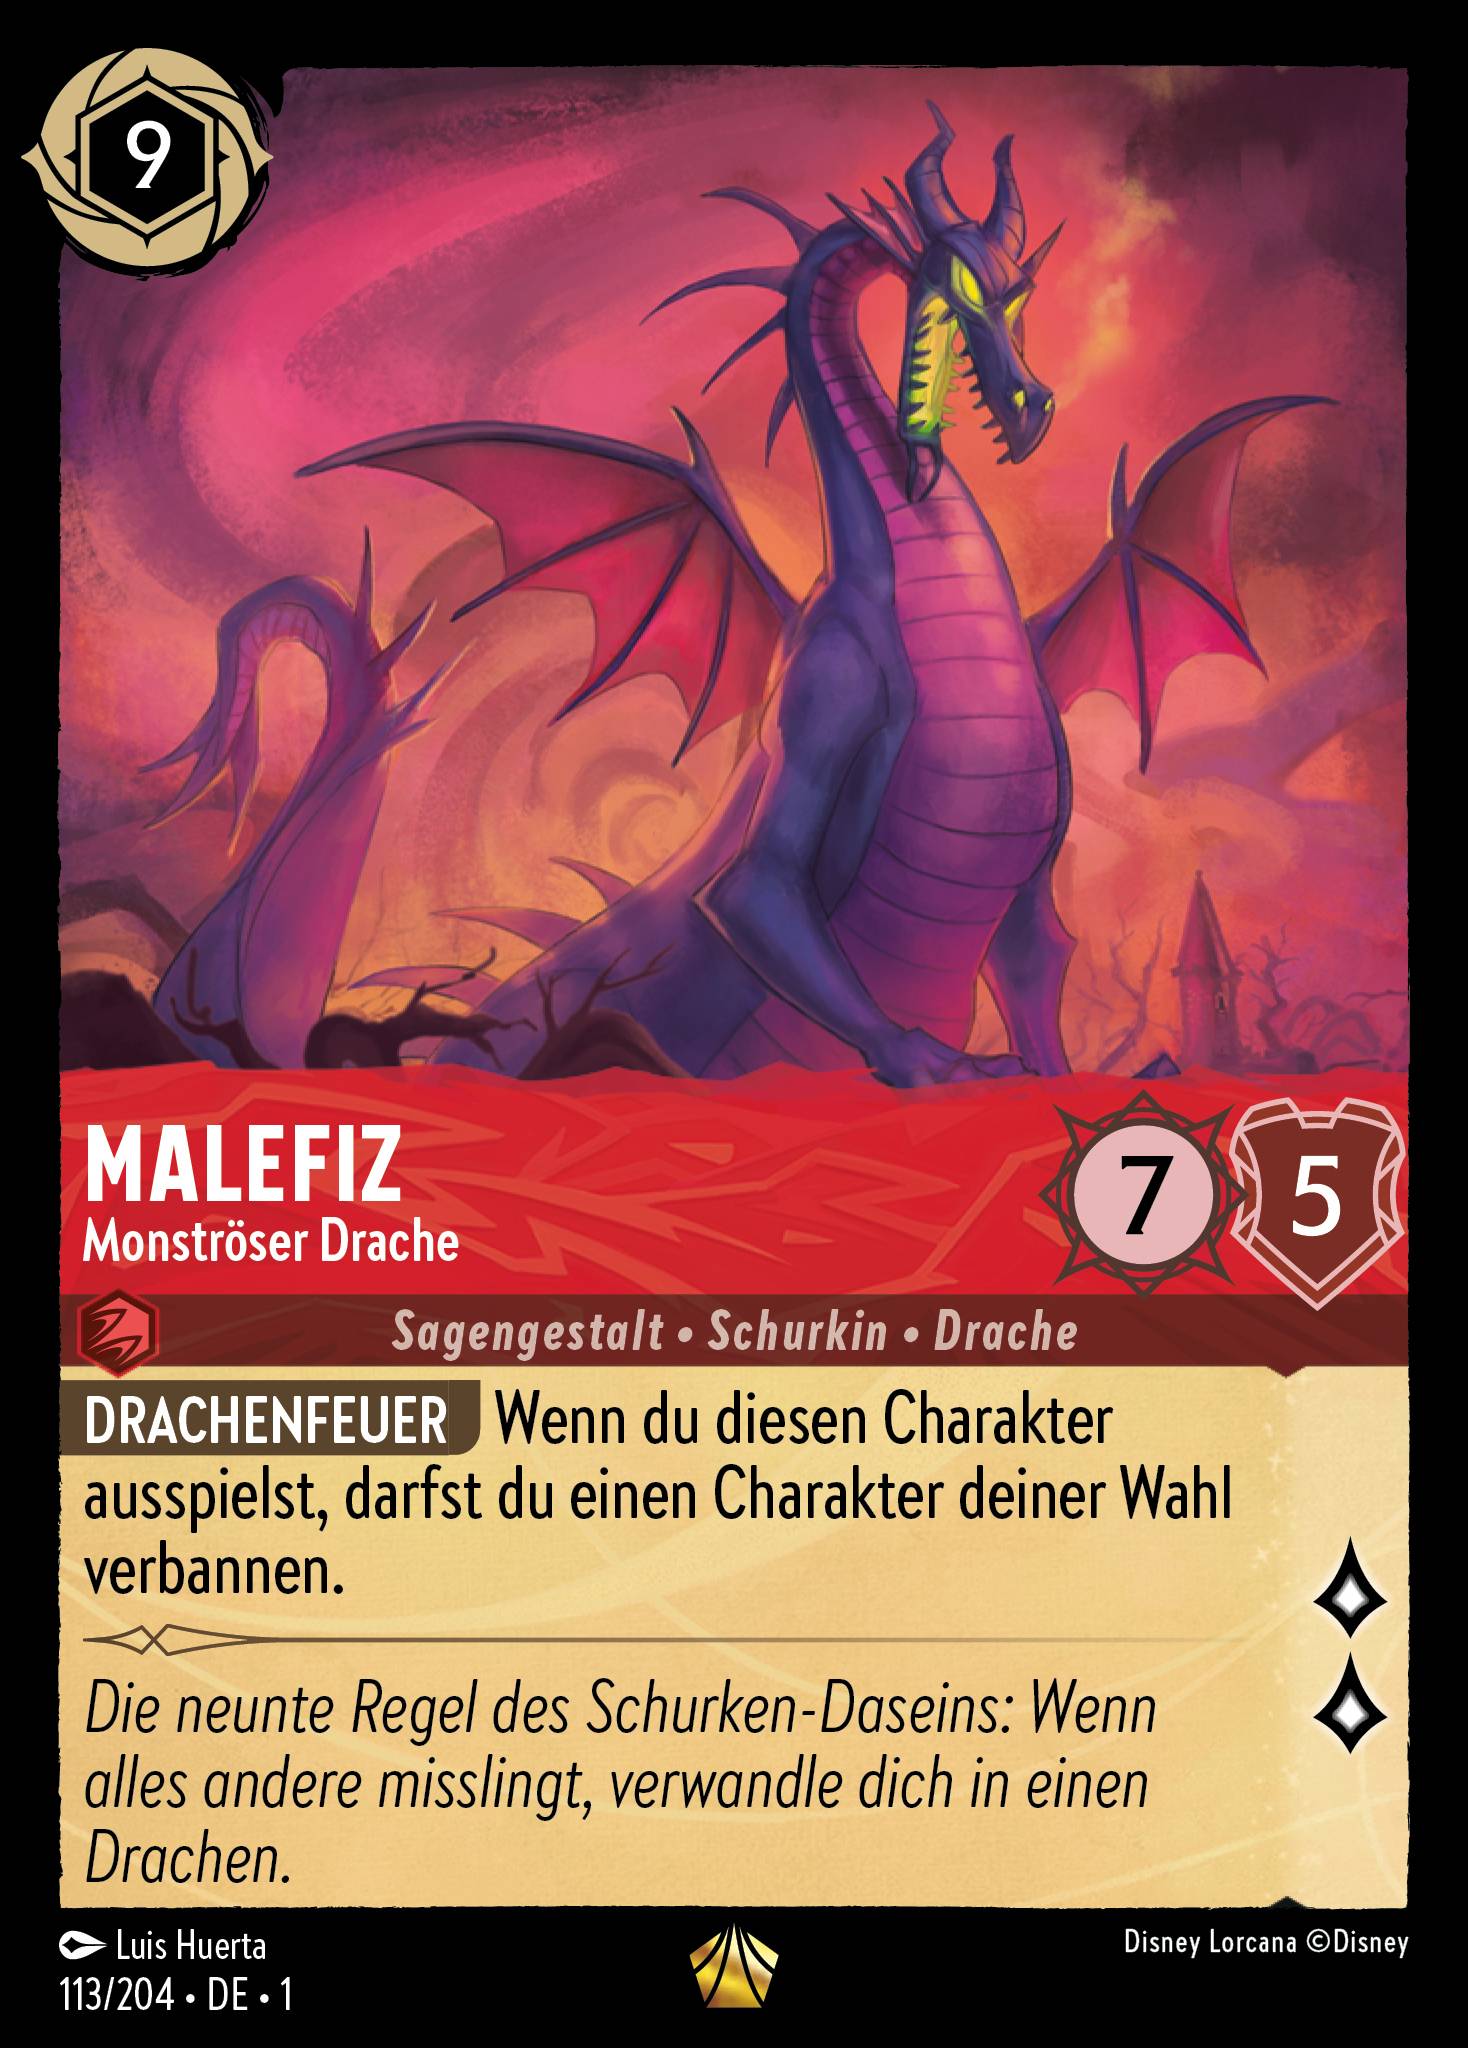 9
MALEFIZ
Monströser Drache
7
5
Sagengestalt • Schurkin • Drache
DRACHENFEUER Wenn du diesen Charakter
ausspielst, darfst du einen Charakter deiner Wahl
verbannen.
Die neunte Regel des Schurken-Daseins: Wenn
alles andere misslingt, verwandle dich in einen
Drachen.
Luis Huerta
Disney Lorcana ©Disney
113/204 • DE • 1